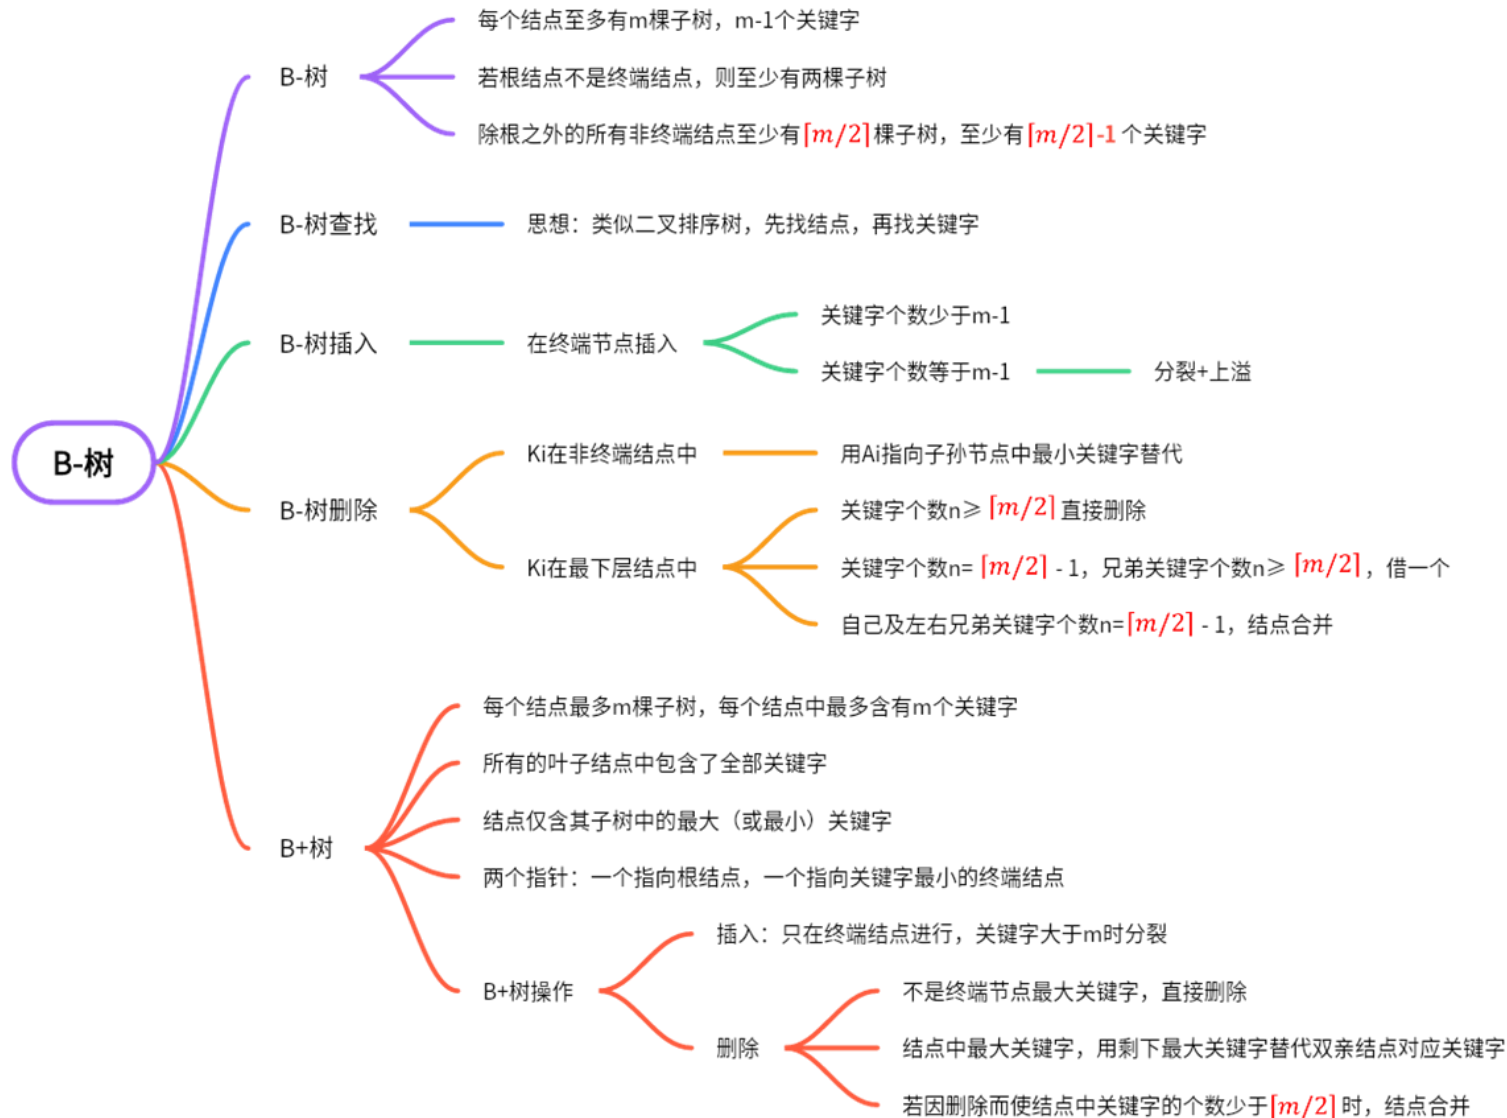 每个结点至多有m棵子树，m-1个关键字
B-树
若根结点不是终端结点，则至少有两棵子树
除根之外的所有非终端结点至少有⌈m/2⌉棵子树，至少有⌈m/2⌉-1个关键字
B-树查找
思想：类似二叉排序树，先找结点，再找关键字
关键字个数少于m-1
B-树插入
在终端节点插入
关键字个数等于m-1
分裂+上溢
B-树
Ki在非终端结点中
用Ai指向子孙节点中最小关键字替代
B-树删除
关键字个数n≥⌈m/2⌉直接删除
Ki在最下层结点中
关键字个数n=⌈m/2⌉ - 1，兄弟关键字个数n≥⌈m/2⌉，借一个
自己及左右兄弟关键字个数n=⌈m/2⌉ - 1，结点合并
每个结点最多m棵子树，每个结点中最多含有m个关键字
所有的叶子结点中包含了全部关键字
结点仅含其子树中的最大（或最小）关键字
B+树
两个指针：一个指向根结点，一个指向关键字最小的终端结点
插入：只在终端结点进行，关键字大于m时分裂
B+树操作
不是终端节点最大关键字，直接删除
删除
结点中最大关键字，用剩下最大关键字替代双亲结点对应关键字
若因删除而使结点中关键字的个数少于⌈m/2⌉时，结点合并